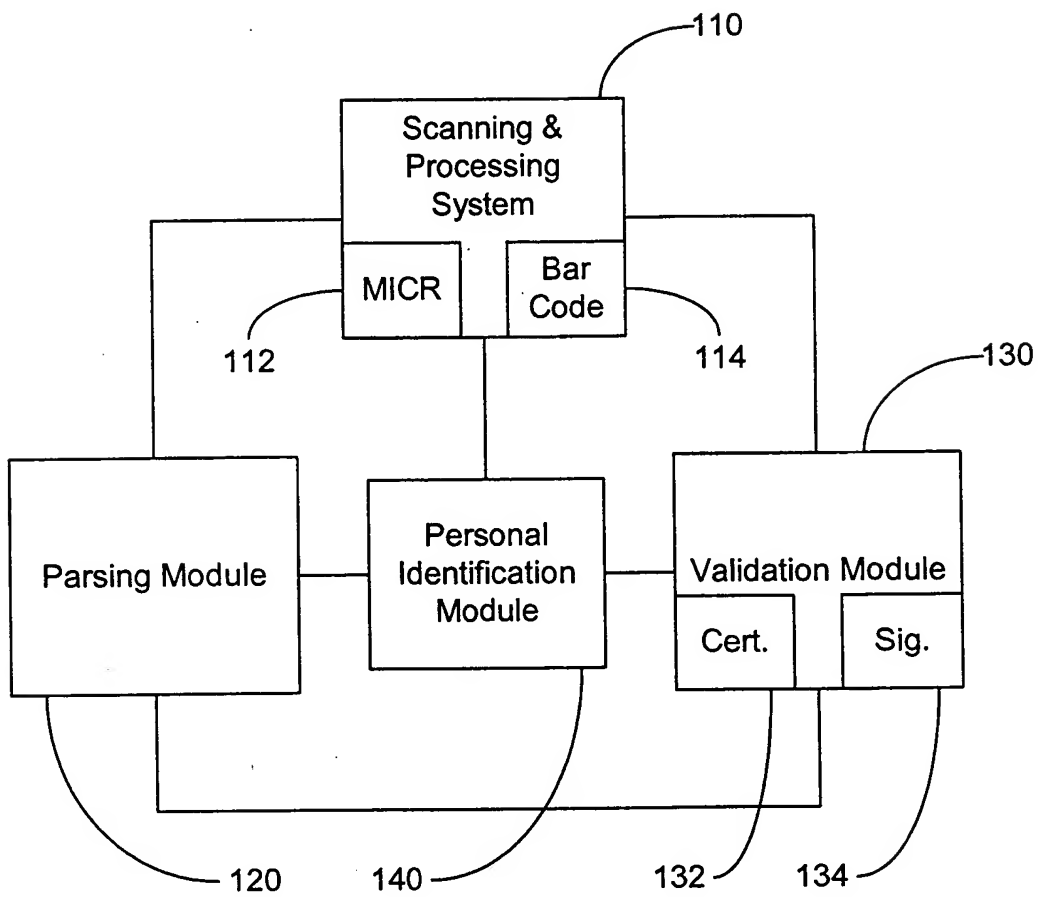 110
Scanning &
Processing
System
MICR
Bar
Code
112
114
130
Parsing Module
Personal
Identification
Module
Validation Module
Cert.
Sig.
120
140
132
134